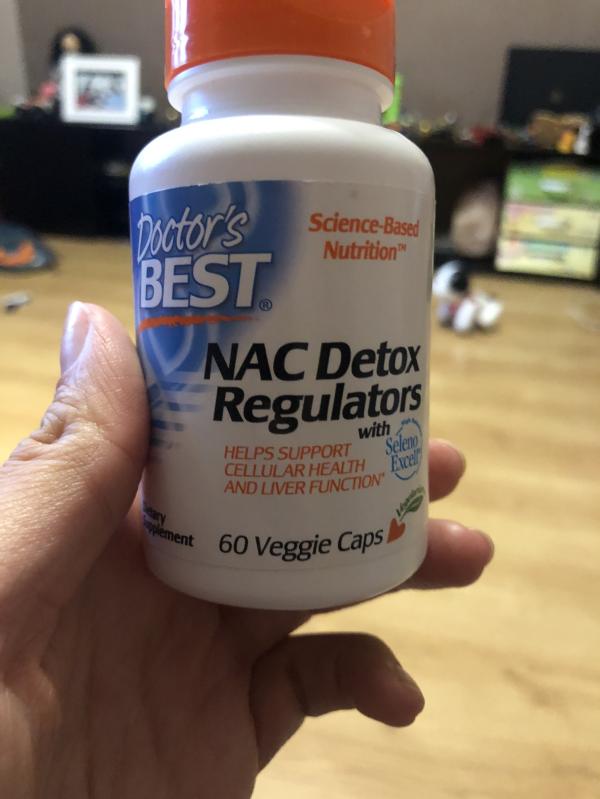 Doctor's
BEST®
Science-Based
Nutrition™
NAC Detox
Regulators
with
Seleno
Excell
HELPS SUPPORT
CELLULAR HEALTH
AND LIVER FUNCTION*
60 Veggie Caps